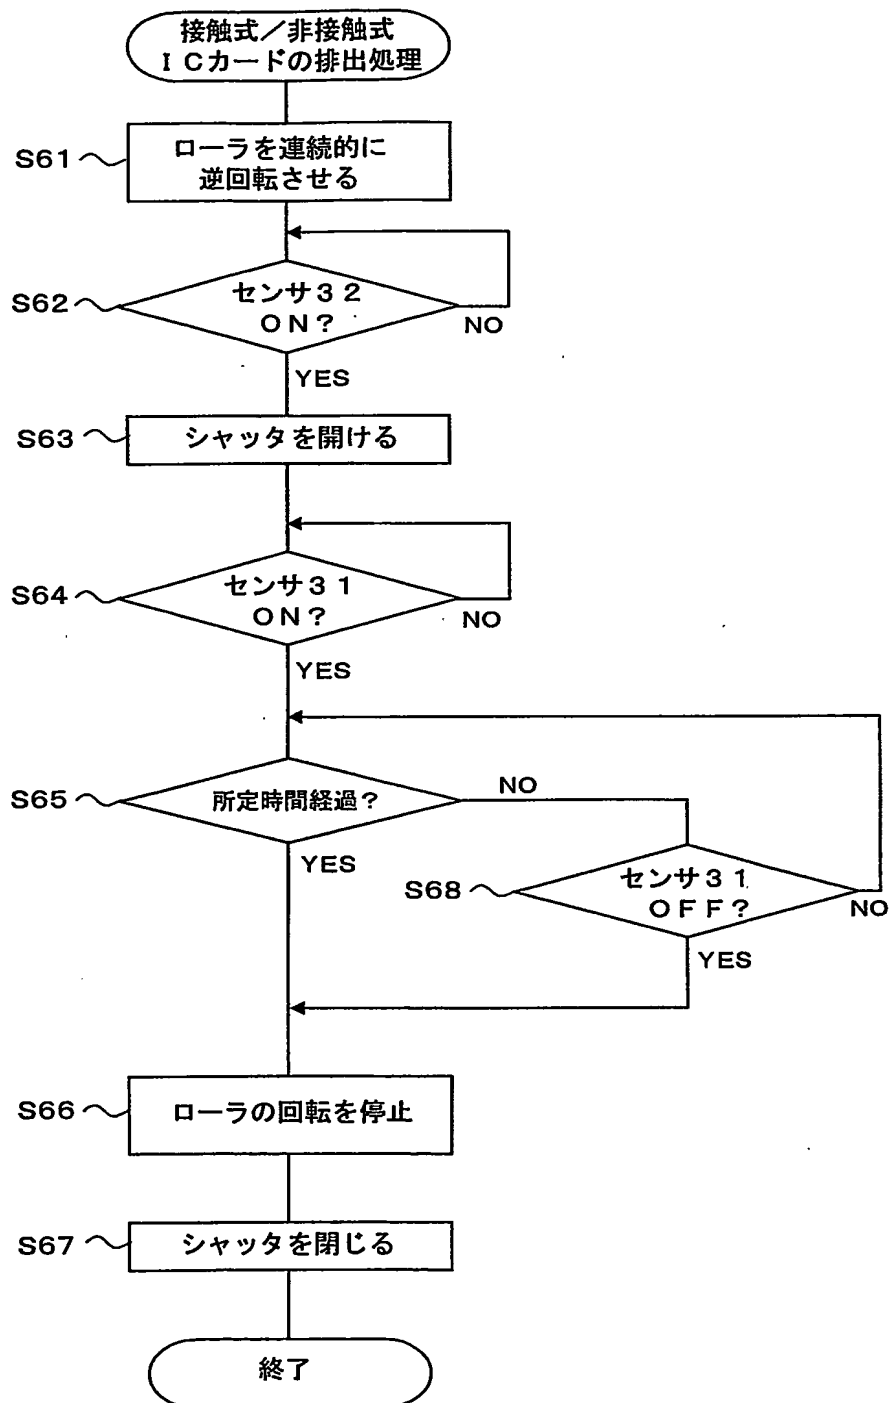 接触式／非接触式
ＩＣカードの排出処理
S61
ローラを連続的に
逆回転させる
S62
センサ３２
ＯＮ？
NO
YES
S63
シャッタを開ける
S64
センサ３１
ＯＮ？
NO
YES
S65
所定時間経過？
NO
YES
S68
センサ３１
ＯＦＦ？
NO
YES
S66
ローラの回転を停止
S67
シャッタを閉じる
終了